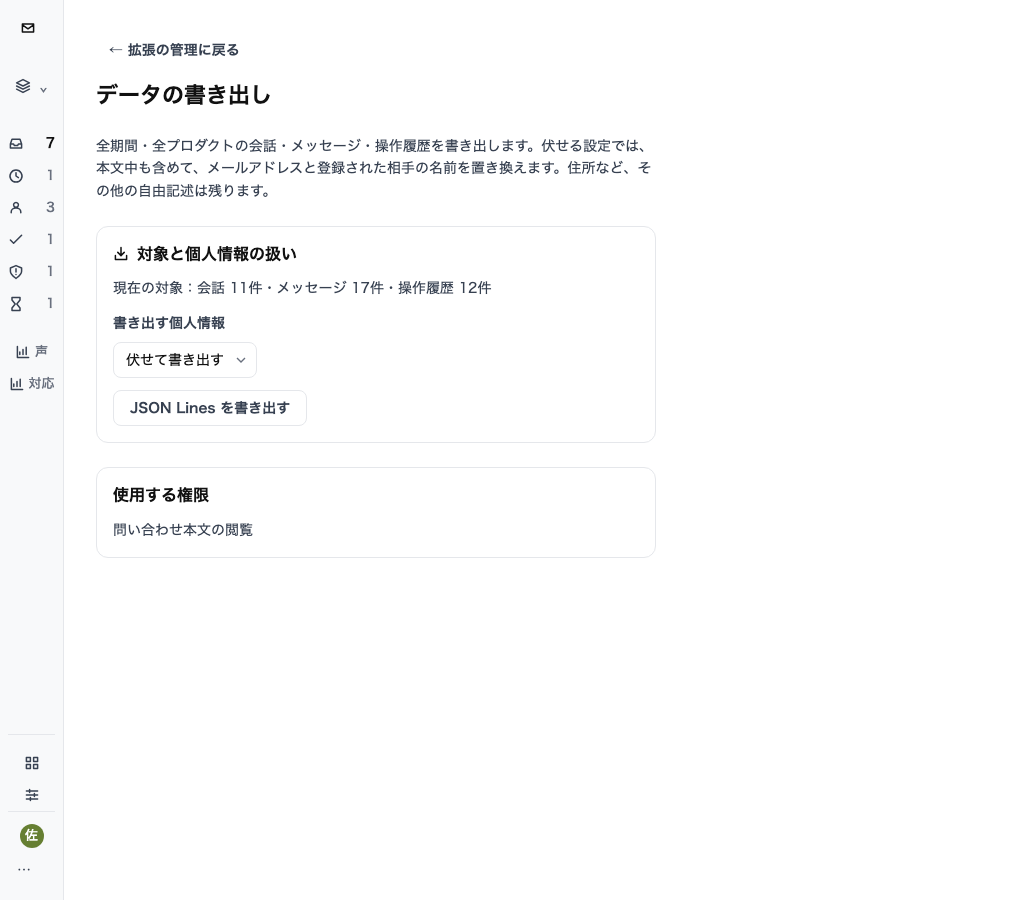 ← 拡張の管理に戻る
データの書き出し
全期間・全プロダクトの会話・メッセージ・操作履歴を書き出します。伏せる設定では、
本文中も含めて、メールアドレスと登録された相手の名前を置き換えます。住所など、そ
の他の自由記述は残ります。
7
1
3
1
1
1
声
対応
対象と個人情報の扱い
現在の対象：会話 11件・メッセージ 17件・操作履歴 12件
書き出す個人情報
伏せて書き出す
JSON Lines を書き出す
使用する権限
問い合わせ本文の閲覧
佐
…